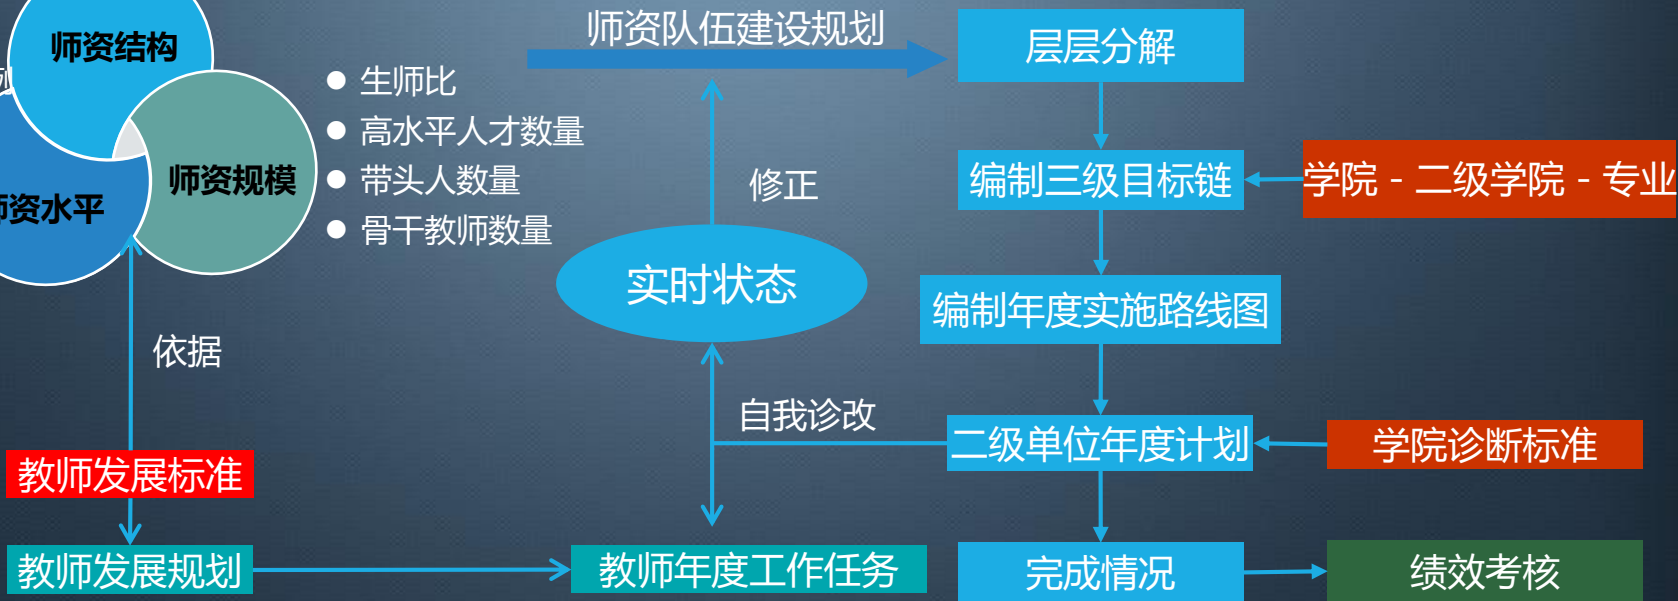 师资队伍建设规划
层层分解
师资结构
生师比
高水平人才数量
带头人数量
骨干教师数量
师资规模
资水平
修正
编制三级目标链
学院 - 二级学院 - 专业
实时状态
编制年度实施路线图
依据
自我诊改
二级单位年度计划
学院诊断标准
教师发展标准
教师发展规划
教师年度工作任务
完成情况
绩效考核